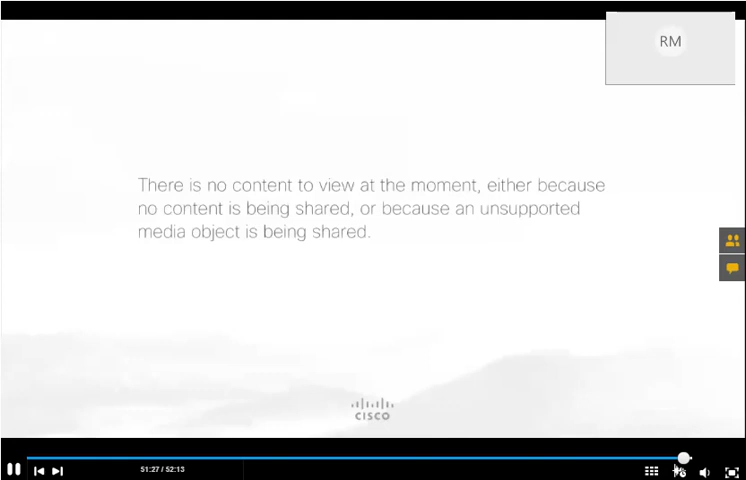 RM
There is no content to view at the moment, either because
no content is being shared, or because an unsupported
media object is being shared.
CISCO
51:27 / 52:13